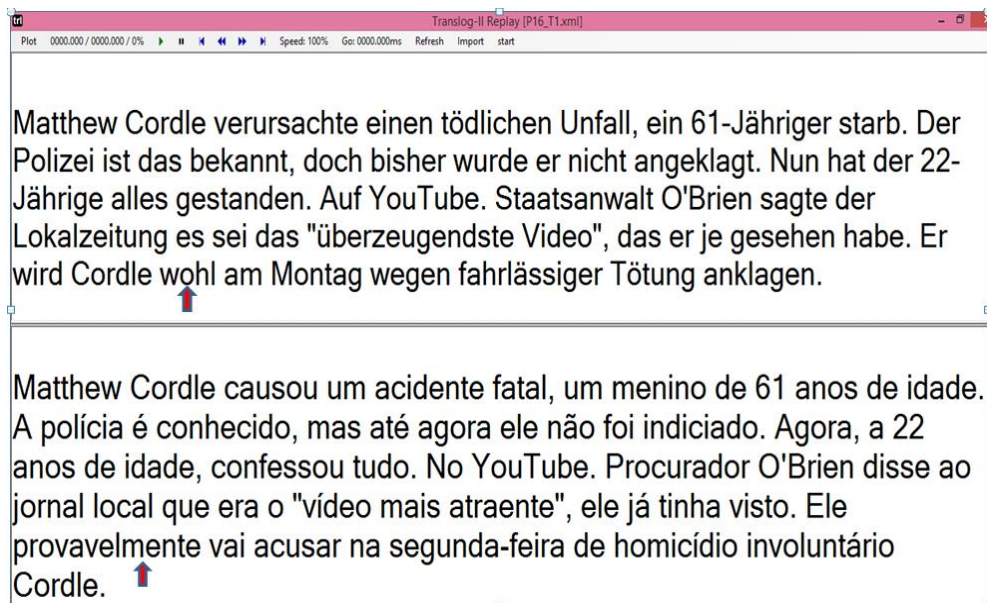 trl
Translog-II Replay [P16_T1.xml]
Plot 0000.000 / 0000.000 / 0% Speed: 100% Go: 0000.000ms Refresh Import start
Matthew Cordle verursachte einen tödlichen Unfall, ein 61-Jähriger starb. Der
Polizei ist das bekannt, doch bisher wurde er nicht angeklagt. Nun hat der 22-
Jährige alles gestanden. Auf YouTube. Staatsanwalt O'Brien sagte der
Lokalzeitung es sei das "überzeugendste Video", das er je gesehen habe. Er
wird Cordle wohl am Montag wegen fahrlässiger Tötung anklagen.
Matthew Cordle causou um acidente fatal, um menino de 61 anos de idade.
A polícia é conhecido, mas até agora ele não foi indiciado. Agora, a 22
anos de idade, confessou tudo. No YouTube. Procurador O'Brien disse ao
jornal local que era o "vídeo mais atraente", ele já tinha visto. Ele
provavelmente vai acusar na segunda-feira de homicídio involuntário
Cordle.